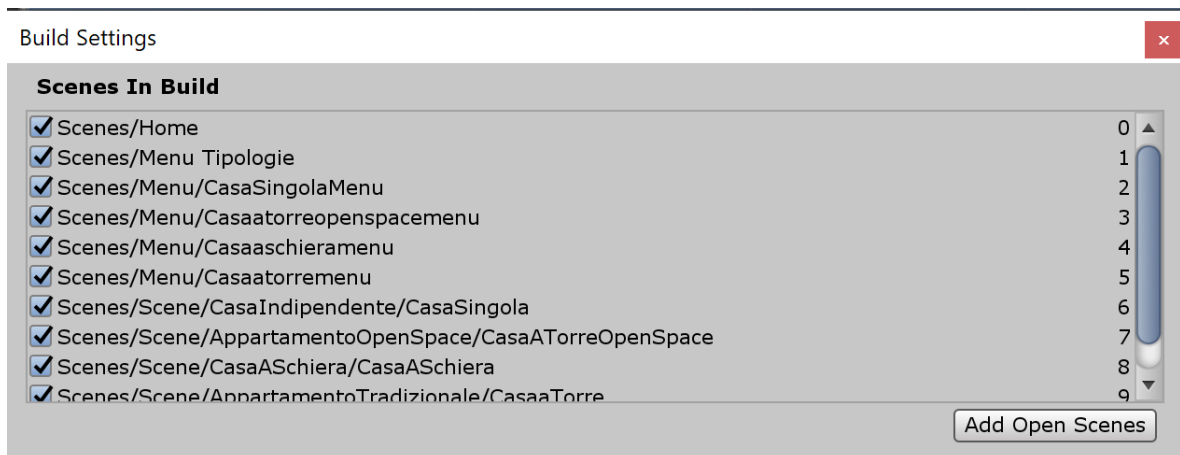 Build Settings
x
Scenes In Build
Scenes/Home 0
Scenes/Menu Tipologie 1
Scenes/Menu/CasaSingolaMenu 2
Scenes/Menu/Casaatorreopenspacemenu 3
Scenes/Menu/Casaaschieramenu 4
Scenes/Menu/Casaatorremenu 5
Scenes/Scene/CasaIndipendente/CasaSingola 6
Scenes/Scene/AppartamentoOpenSpace/CasaATorreOpenSpace 7
Scenes/Scene/CasaASchiera/CasaASchiera 8
Scenes/Scene/AppartamentoTradizionale/CasaaTorre 9
Add Open Scenes